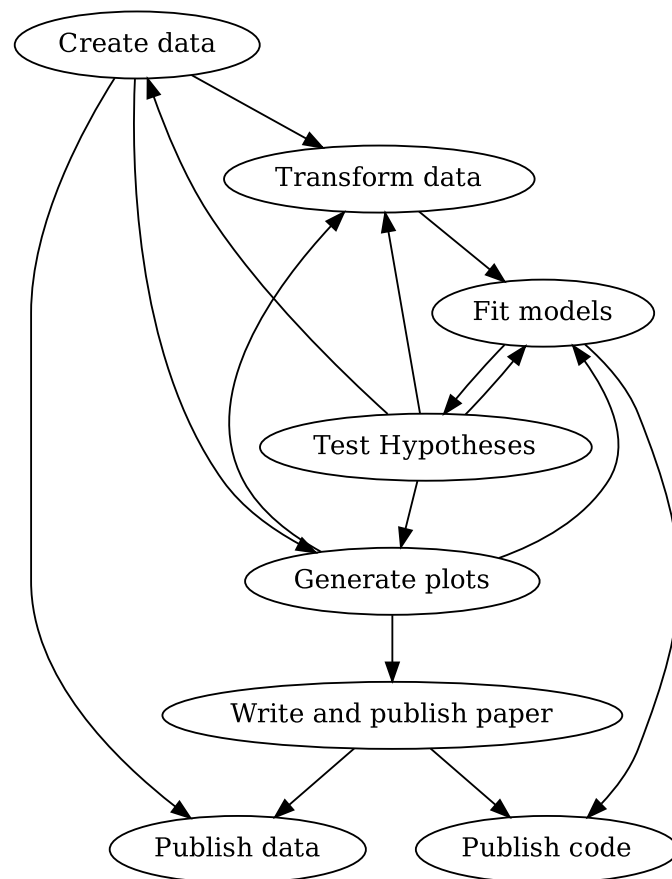 Create data
Transform data
Fit models
Test Hypotheses
Generate plots
Write and publish paper
Publish data
Publish code